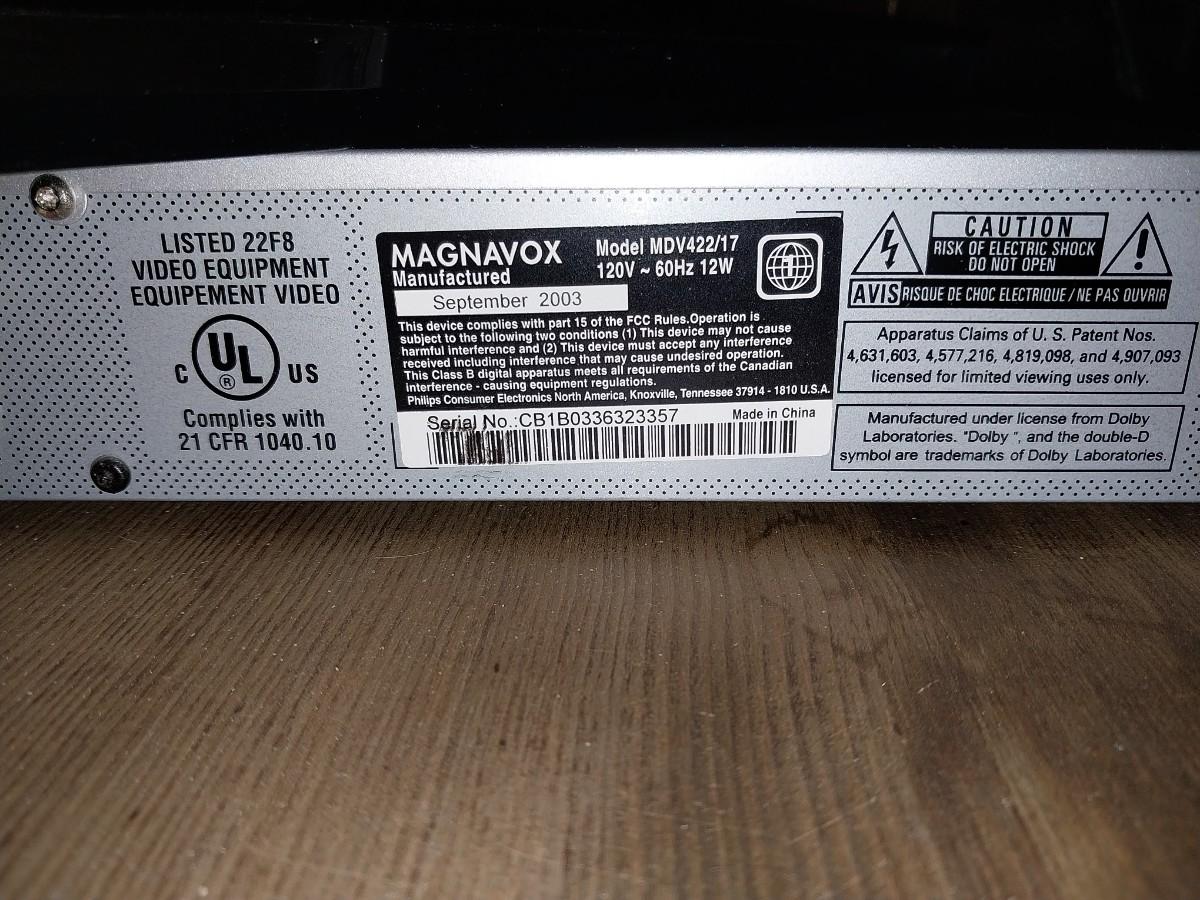 LISTED 22F8
VIDEO EQUIPMENT
EQUIPEMENT VIDEO
C UL ® US
Complies with
21 CFR 1040.10
MAGNAVOX
Manufactured
September 2003
Model MDV422/17
120V ~ 60Hz 12W
1
This device complies with part 15 of the FCC Rules.Operation is
subject to the following two conditions (1) This device may not cause
harmful interference and (2) This device must accept any interference
received including interference that may cause undesired operation.
This Class B digital apparatus meets all requirements of the Canadian
interference - causing equipment regulations.
Philips Consumer Electronics North America, Knoxville, Tennessee 37914 - 1810 U.S.A.
Serial No.:CB1B0336323357
Made in China
CAUTION
RISK OF ELECTRIC SHOCK
DO NOT OPEN
AVIS RISQUE DE CHOC ELECTRIQUE / NE PAS OUVRIR
Apparatus Claims of U. S. Patent Nos.
4,631,603, 4,577,216, 4,819,098, and 4,907,093
licensed for limited viewing uses only.
Manufactured under license from Dolby
Laboratories. "Dolby ", and the double-D
symbol are trademarks of Dolby Laboratories.